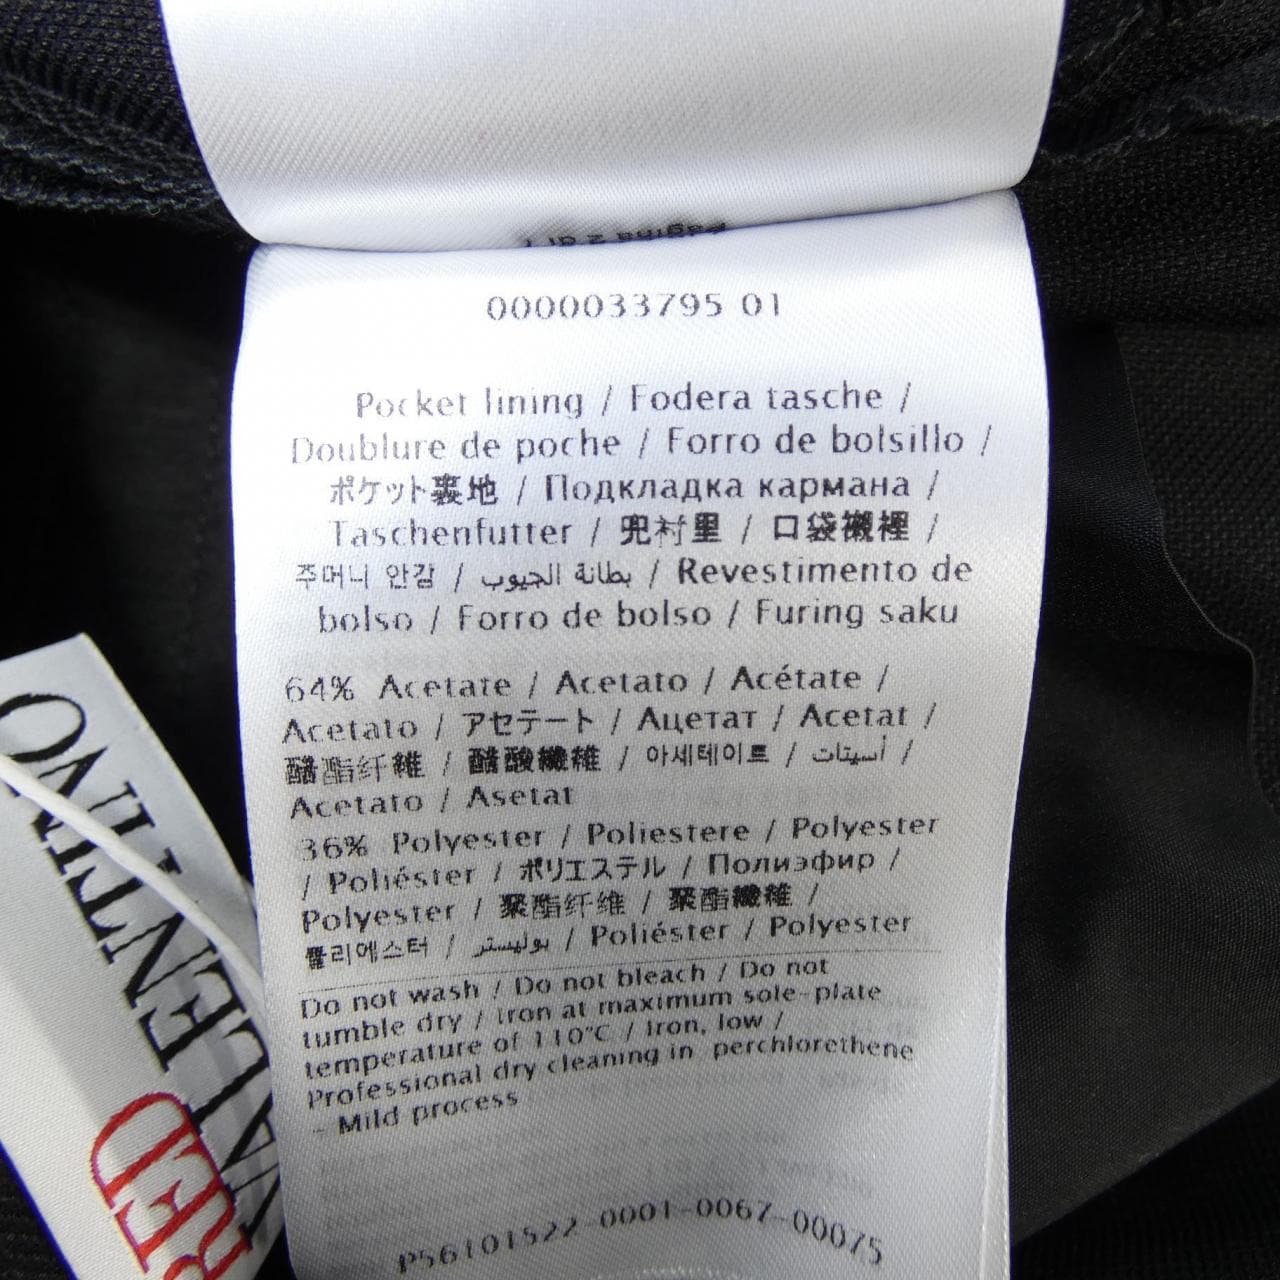 Pagina 2 di
0000033795 01
Pocket lining / Fodera tasche /
Doublure de poche / Forro de bolsillo /
ポケット裏地 / Подкладка кармана /
Taschenfutter / 兜衬里 / 口袋襯裡 /
주머니 안감 / بطانة الجيوب / Revestimento de
bolso / Forro de bolso / Furing saku
64% Acetate / Acetato / Acétate /
Acetato / アセテート / Ацетат / Acetat /
醋酯纤维 / 醋酸纖維 / 아세테이트 / أسيتات /
Acetato / Asetat
36% Polyester / Poliestere / Polyester
/ Poliéster / ポリエステル / Полиэфир /
Polyester / 聚酯纤维 / 聚酯纖維 /
폴리에스터 / بوليستر / Poliéster / Polyester
Do not wash / Do not bleach / Do not
tumble dry / Iron at maximum sole-plate
temperature of 110°C / Iron, low /
Professional dry cleaning in perchlorethene
- Mild process
P56101522-0001-0067-00075
RED
VALENTINO